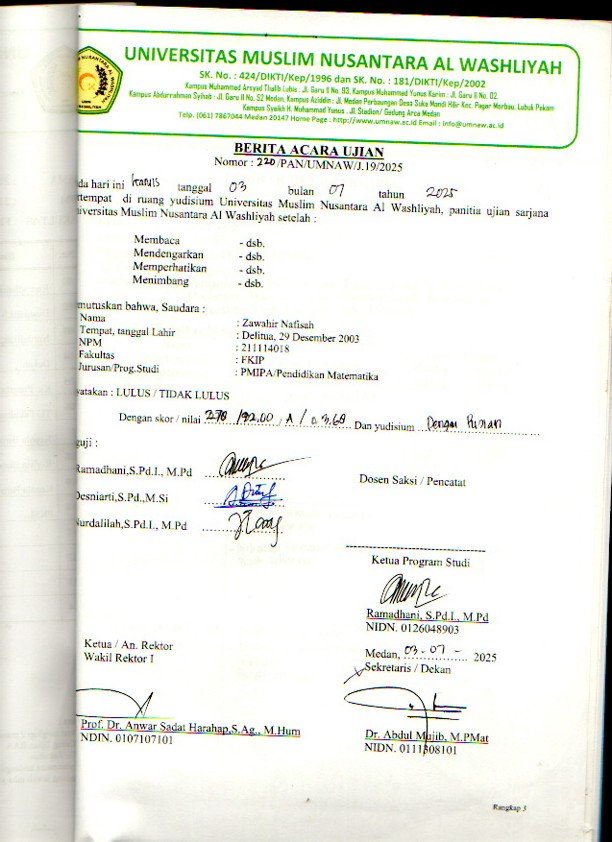 UNIVERSITAS MUSLIM NUSANTARA AL WASHLIYAH
SK. No. : 424/DIKTI/Kep/1996 dan SK. No. : 181/DIKTI/Kep/2002
Kampus Muhammad Arsyad Thalib Lubis : Jl. Garu II No. 93, Kampus Muhammad Yunus Karim : Jl. Garu II No. 02,
Kampus Abdurrahman Syihab : Jl. Garu II No. 52 Medan, Kampus Aziddin : Jl. Medan Perbaungan Desa Suka Mandi Hilir Kec. Pagar Merbau, Lubuk Pakam
Kampus Syeikh H. Muhammad Yunus : Jl. Stadion/ Gedung Arca Medan
Telp. (061) 7867044 Medan 20147 Home Page : http://www.umnaw.ac.id Email : info@umnaw.ac.id
BERITA ACARA UJIAN
Nomor : 220/PAN/UMNAW/J.19/2025
da hari ini Kamis tanggal 03 bulan 07 tahun 2025
rtempat di ruang yudisium Universitas Muslim Nusantara Al Washliyah, panitia ujian sarjana
niversitas Muslim Nusantara Al Washliyah setelah :
Membaca - dsb.
Mendengarkan - dsb.
Memperhatikan - dsb.
Menimbang - dsb.
mutuskan bahwa, Saudara :
Nama : Zawahir Nafisah
Tempat, tanggal Lahir : Delitua, 29 Desember 2003
NPM : 211114018
Fakultas : FKIP
Jurusan/Prog.Studi : PMIPA/Pendidikan Matematika
yatakan : LULUS / TIDAK LULUS
Dengan skor / nilai 276 /92,00 , A / 3,68 Dan yudisium Dengan Pujian
guji :
Ramadhani,S.Pd.I., M.Pd
Desniarti,S.Pd.,M.Si
Nurdalilah,S.Pd.I., M.Pd
Dosen Saksi / Pencatat
Ketua Program Studi
Ramadhani, S.Pd.I., M.Pd
NIDN. 0126048903
Ketua / An. Rektor
Wakil Rektor I
Medan, 03-07- 2025
Sekretaris / Dekan
Prof. Dr. Anwar Sadat Harahap,S.Ag., M.Hum
NDIN. 0107107101
Dr. Abdul Mujib, M.PMat
NIDN. 0111808101
Rangkap 3